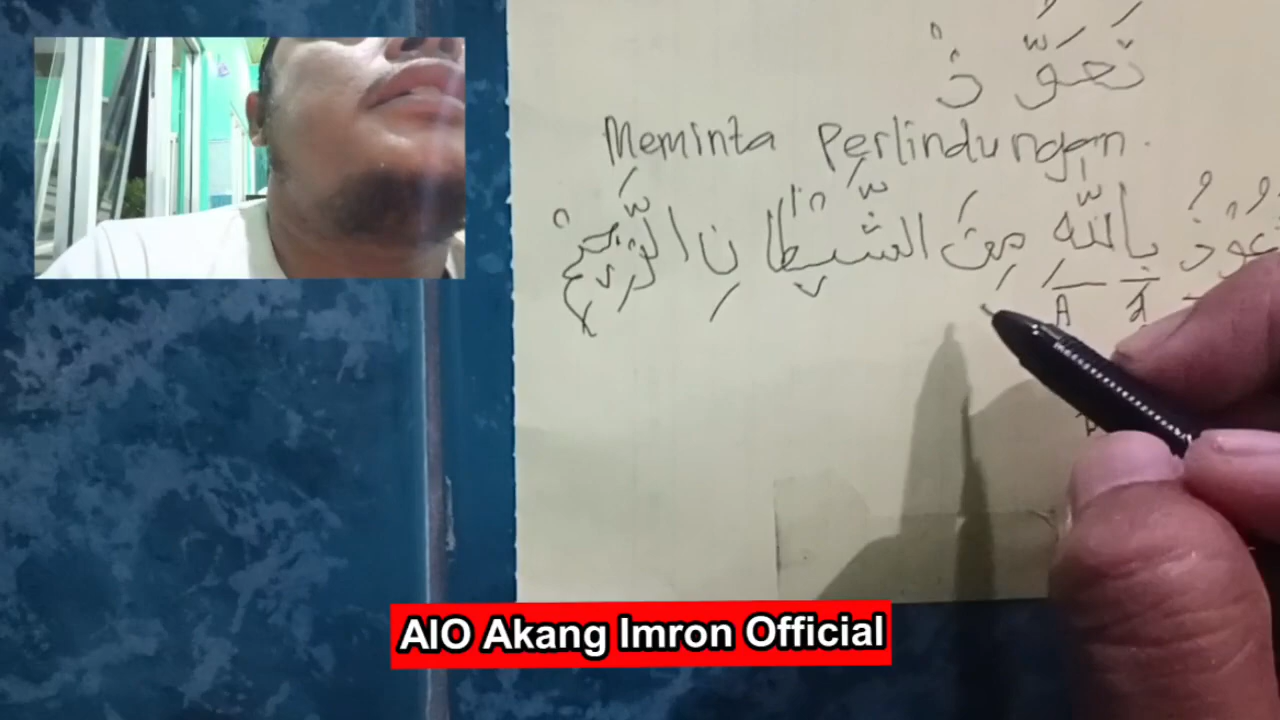 تَعَوَّذْ
Meminta Perlindungan.
بِاللّٰهِ مِنَ الشَّيْطَانِ الرَّجِيْمِ
A
AIO Akang Imron Official